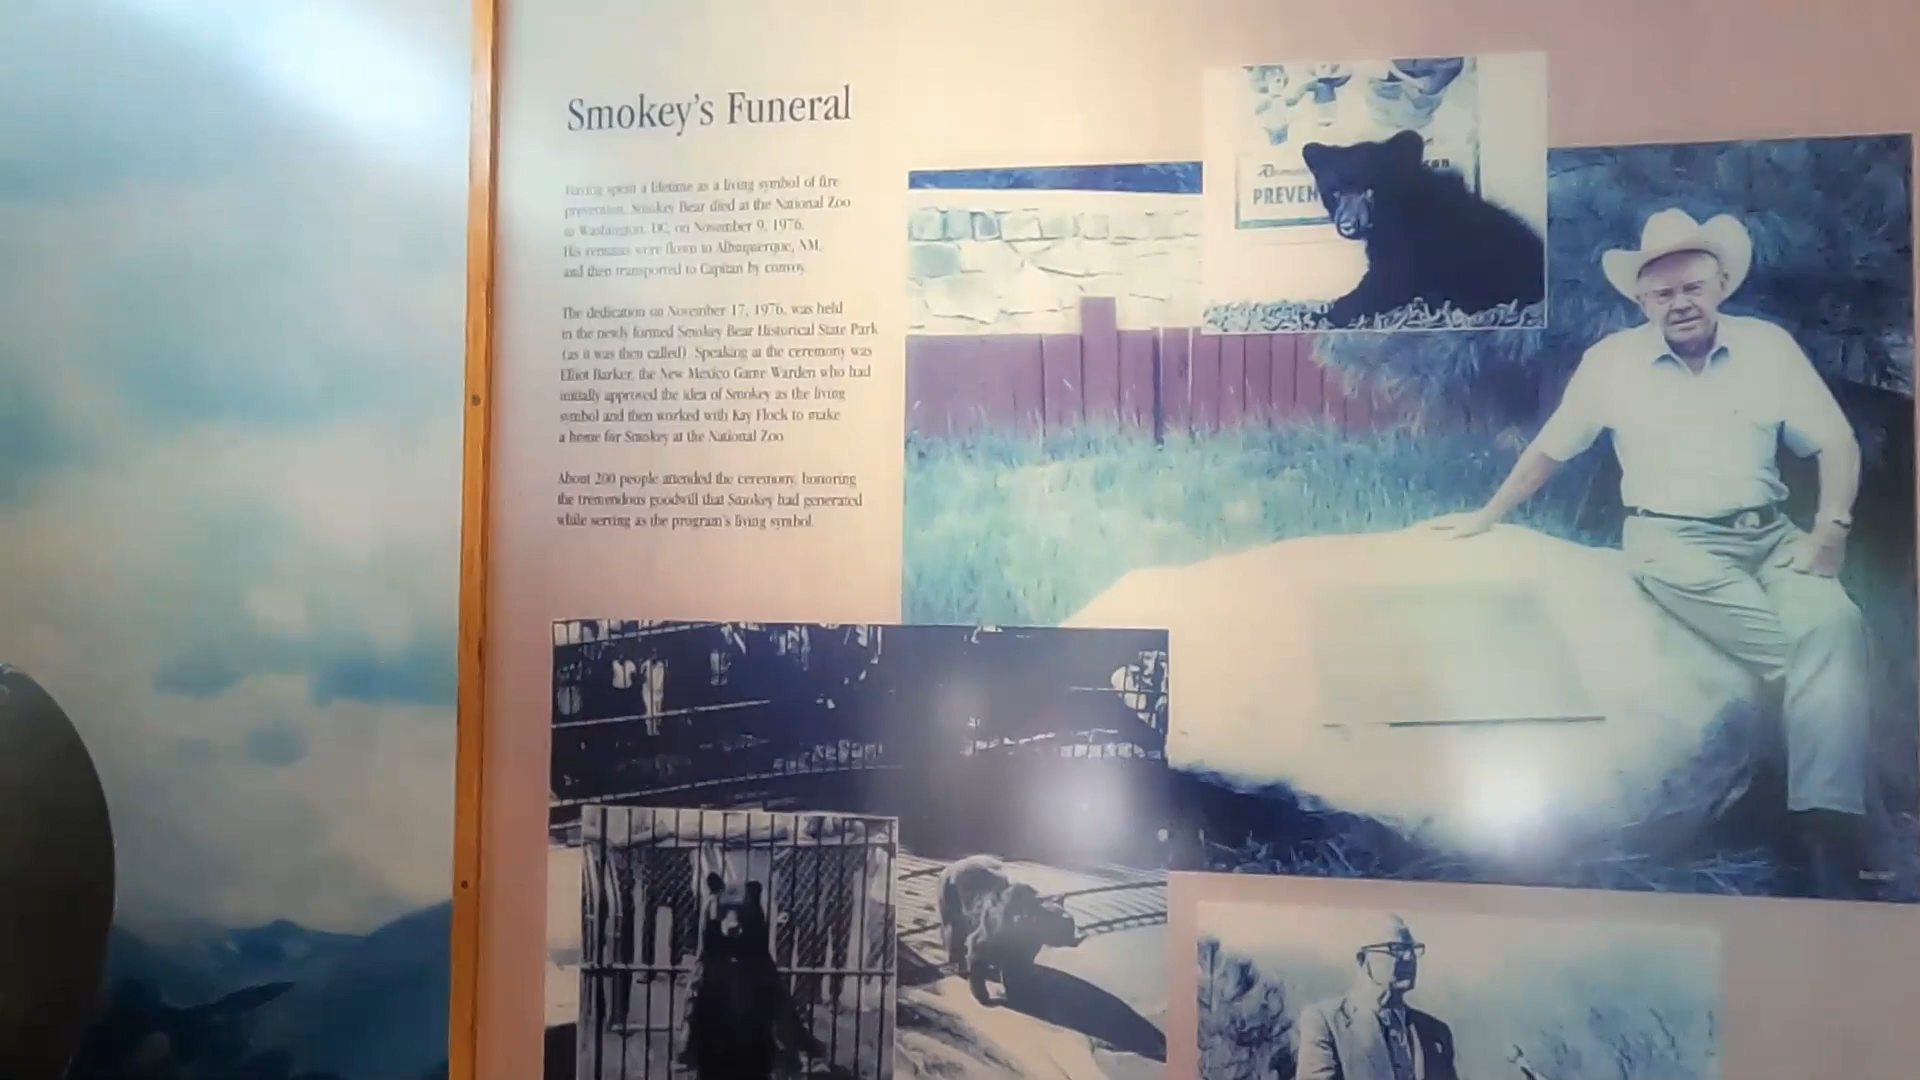 Smokey's Funeral
Having spent a lifetime as a living symbol of fire
prevention, Smokey Bear died at the National Zoo
in Washington, DC, on November 9, 1976.
His remains were flown to Albuquerque, NM,
and then transported to Capitan by convoy.
The dedication on November 17, 1976, was held
in the newly formed Smokey Bear Historical State Park
(as it was then called). Speaking at the ceremony was
Elliot Barker, the New Mexico Game Warden who had
initially approved the idea of Smokey as the living
symbol and then worked with Kay Flock to make
a home for Smokey at the National Zoo.
About 200 people attended the ceremony, honoring
the tremendous goodwill that Smokey had generated
while serving as the program's living symbol.
PREVEN